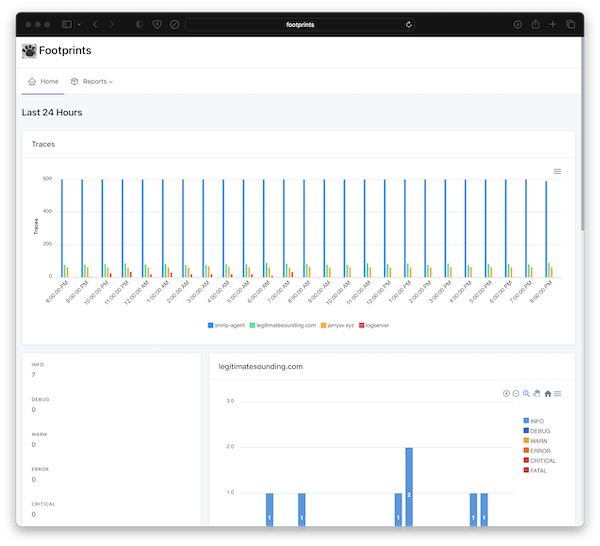 footprints
Footprints
Home Reports
Last 24 Hours
Traces
600
400
200
0
Traces
8:00:00 PM 9:00:00 PM 10:00:00 PM 11:00:00 PM 12:00:00 AM 1:00:00 AM 2:00:00 AM 3:00:00 AM 4:00:00 AM 5:00:00 AM 6:00:00 AM 7:00:00 AM 8:00:00 AM 9:00:00 AM 10:00:00 AM 11:00:00 AM 12:00:00 PM 1:00:00 PM 2:00:00 PM 3:00:00 PM 4:00:00 PM 5:00:00 PM 6:00:00 PM 7:00:00 PM 8:00:00 PM
snmp-agent legitimatesounding.com jerrysv.xyz logserver
INFO
7
DEBUG
0
WARN
0
ERROR
0
CRITICAL
0
legitimatesounding.com
3.0
2.0
1.0
1 1 1 2 1 1
INFO
DEBUG
WARN
ERROR
CRITICAL
FATAL